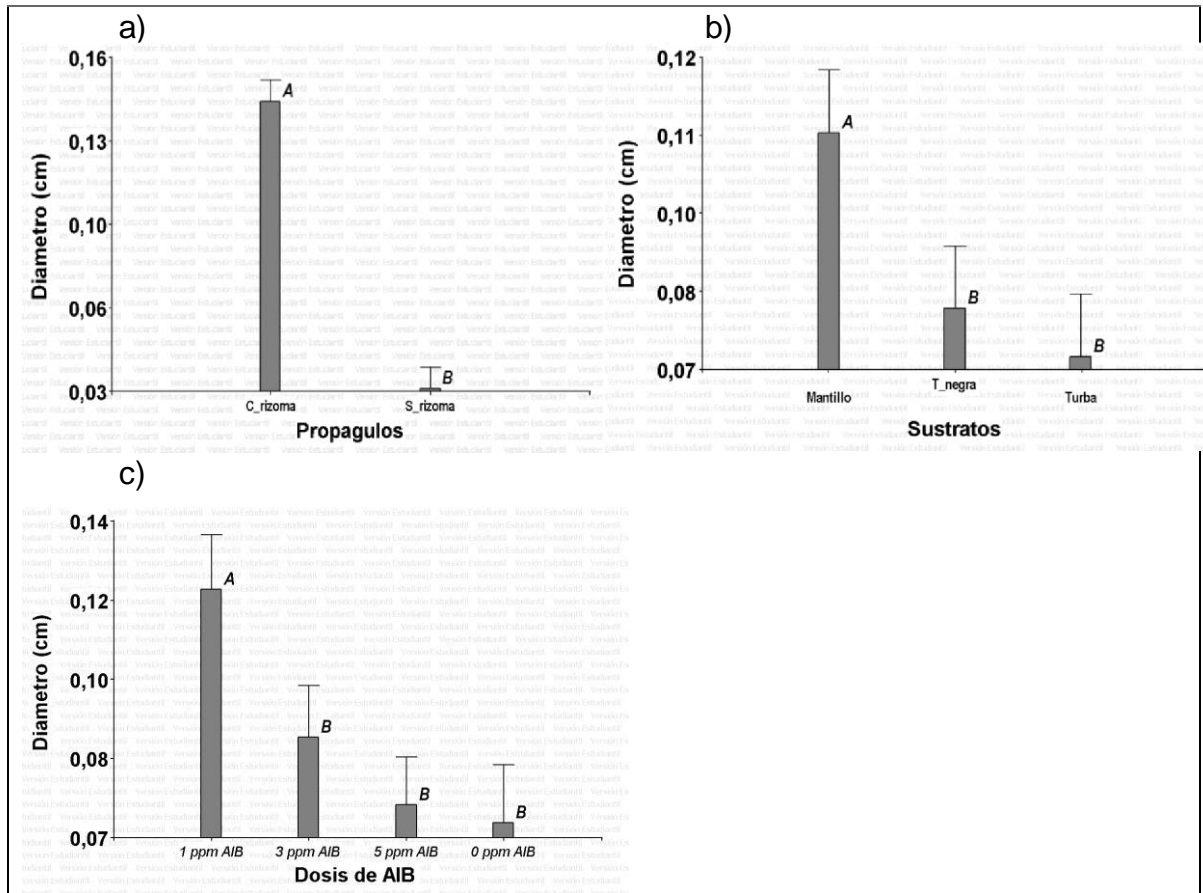 a)
0,16
0,13
0,10
0,06
0,03
Diametro (cm)
A
B
C_rizoma
S_rizoma
Propagulos
b)
0,12
0,11
0,10
0,08
0,07
Diametro (cm)
A
B
B
Mantillo
T_negra
Turba
Sustratos
c)
0,14
0,12
0,10
0,08
0,07
Diametro (cm)
A
B
B
B
1 ppm AIB
3 ppm AIB
5 ppm AIB
0 ppm AIB
Dosis de AIB
Versión Estudiantil